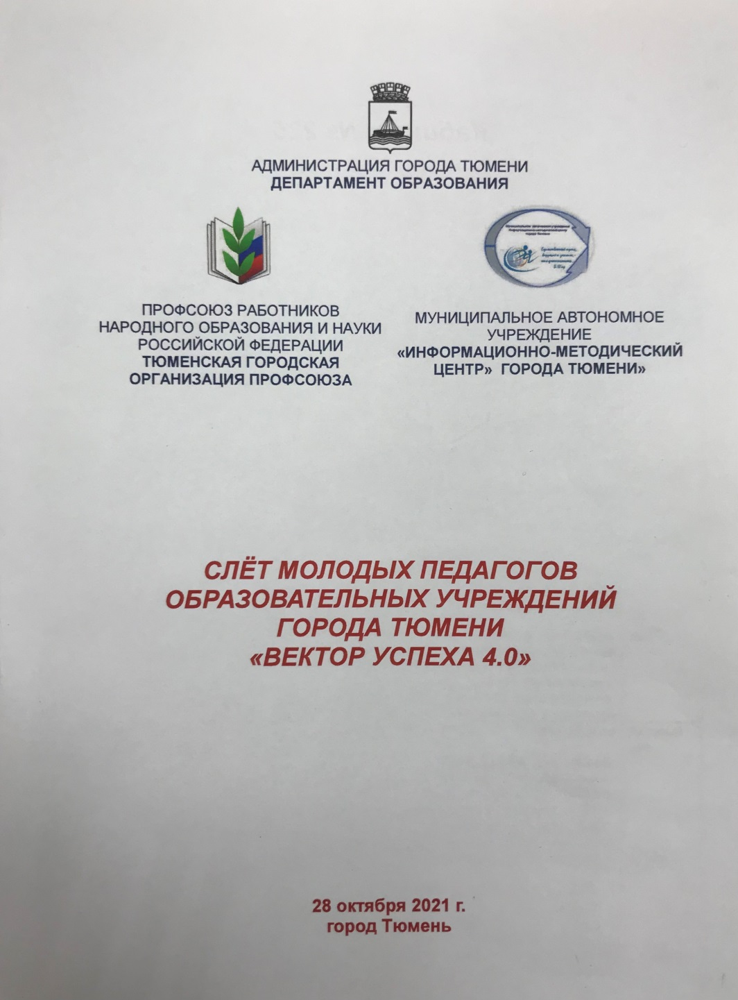 АДМИНИСТРАЦИЯ ГОРОДА ТЮМЕНИ
ДЕПАРТАМЕНТ ОБРАЗОВАНИЯ
ПРОФСОЮЗ РАБОТНИКОВ
НАРОДНОГО ОБРАЗОВАНИЯ И НАУКИ
РОССИЙСКОЙ ФЕДЕРАЦИИ
ТЮМЕНСКАЯ ГОРОДСКАЯ
ОРГАНИЗАЦИЯ ПРОФСОЮЗА
МУНИЦИПАЛЬНОЕ АВТОНОМНОЕ
УЧРЕЖДЕНИЕ
«ИНФОРМАЦИОННО-МЕТОДИЧЕСКИЙ
ЦЕНТР» ГОРОДА ТЮМЕНИ»
СЛЁТ МОЛОДЫХ ПЕДАГОГОВ
ОБРАЗОВАТЕЛЬНЫХ УЧРЕЖДЕНИЙ
ГОРОДА ТЮМЕНИ
«ВЕКТОР УСПЕХА 4.0»
28 октября 2021 г.
город Тюмень